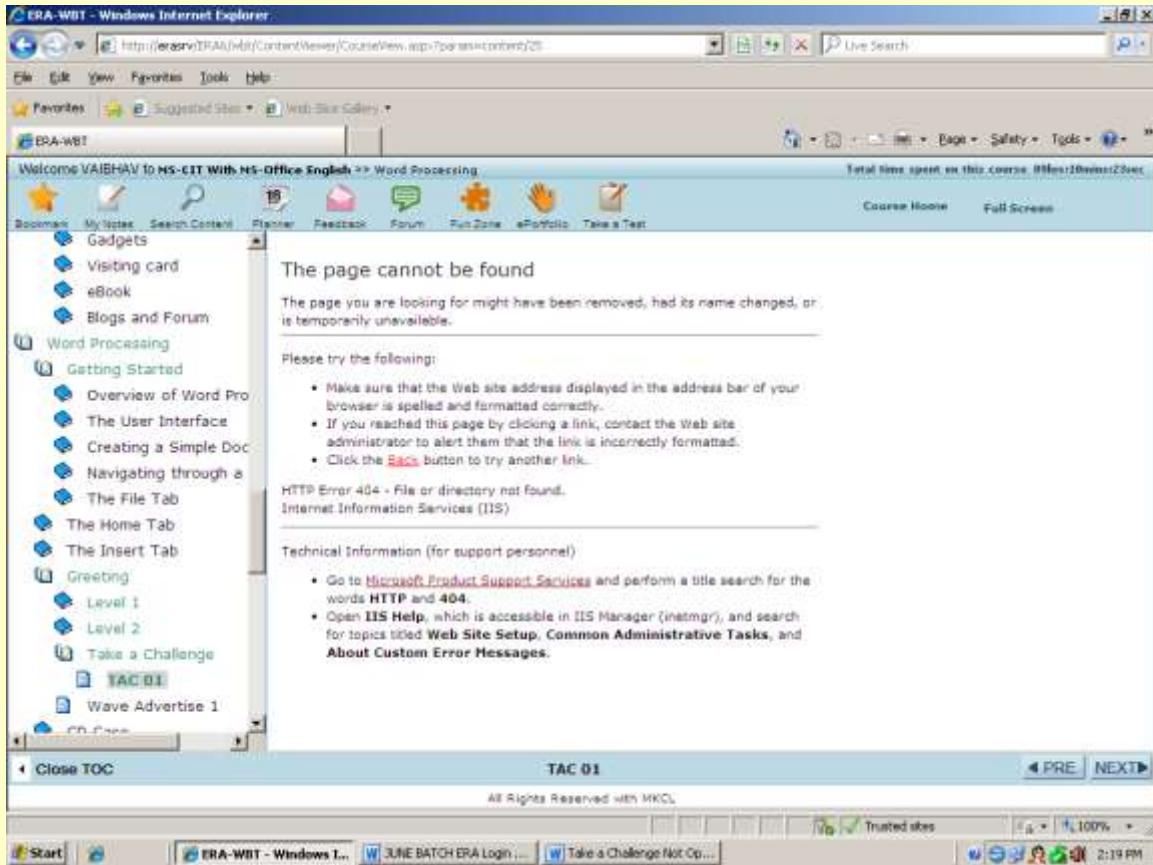 ERA-WBT - Windows Internet Explorer
Live Search
File Edit View Favorites Tools Help
Favorites Suggested Sites Web Slice Gallery
ERA-WBT
Page Safety Tools
Welcome VAIBHAV to MS-CIT With MS-Office English >> Word Processing
Total time spent on this course
Bookmark My Notes Search Content Planner Feedback Forum Fun Zone ePortfolio Take a Test
Course Home Full Screen
Gadgets
Visiting card
eBook
Blogs and Forum
Word Processing
Getting Started
Overview of Word Pro
The User Interface
Creating a Simple Doc
Navigating through a
The File Tab
The Home Tab
The Insert Tab
Greeting
Level 1
Level 2
Take a Challenge
TAC 01
Wave Advertise 1
CD Case
The page cannot be found
The page you are looking for might have been removed, had its name changed, or
is temporarily unavailable.
Please try the following:
Make sure that the Web site address displayed in the address bar of your
browser is spelled and formatted correctly.
If you reached this page by clicking a link, contact the Web site
administrator to alert them that the link is incorrectly formatted.
Click the Back button to try another link.
HTTP Error 404 - File or directory not found.
Internet Information Services (IIS)
Technical Information (for support personnel)
Go to Microsoft Product Support Services and perform a title search for the
words HTTP and 404.
Open IIS Help, which is accessible in IIS Manager (inetmgr), and search
for topics titled Web Site Setup, Common Administrative Tasks, and
About Custom Error Messages.
Close TOC
TAC 01
PRE NEXT
All Rights Reserved with MKCL
Trusted sites
100%
Start
ERA-WBT - Windows I...
JUNE BATCH ERA Login ...
Take a Challenge Not Op...
2:19 PM